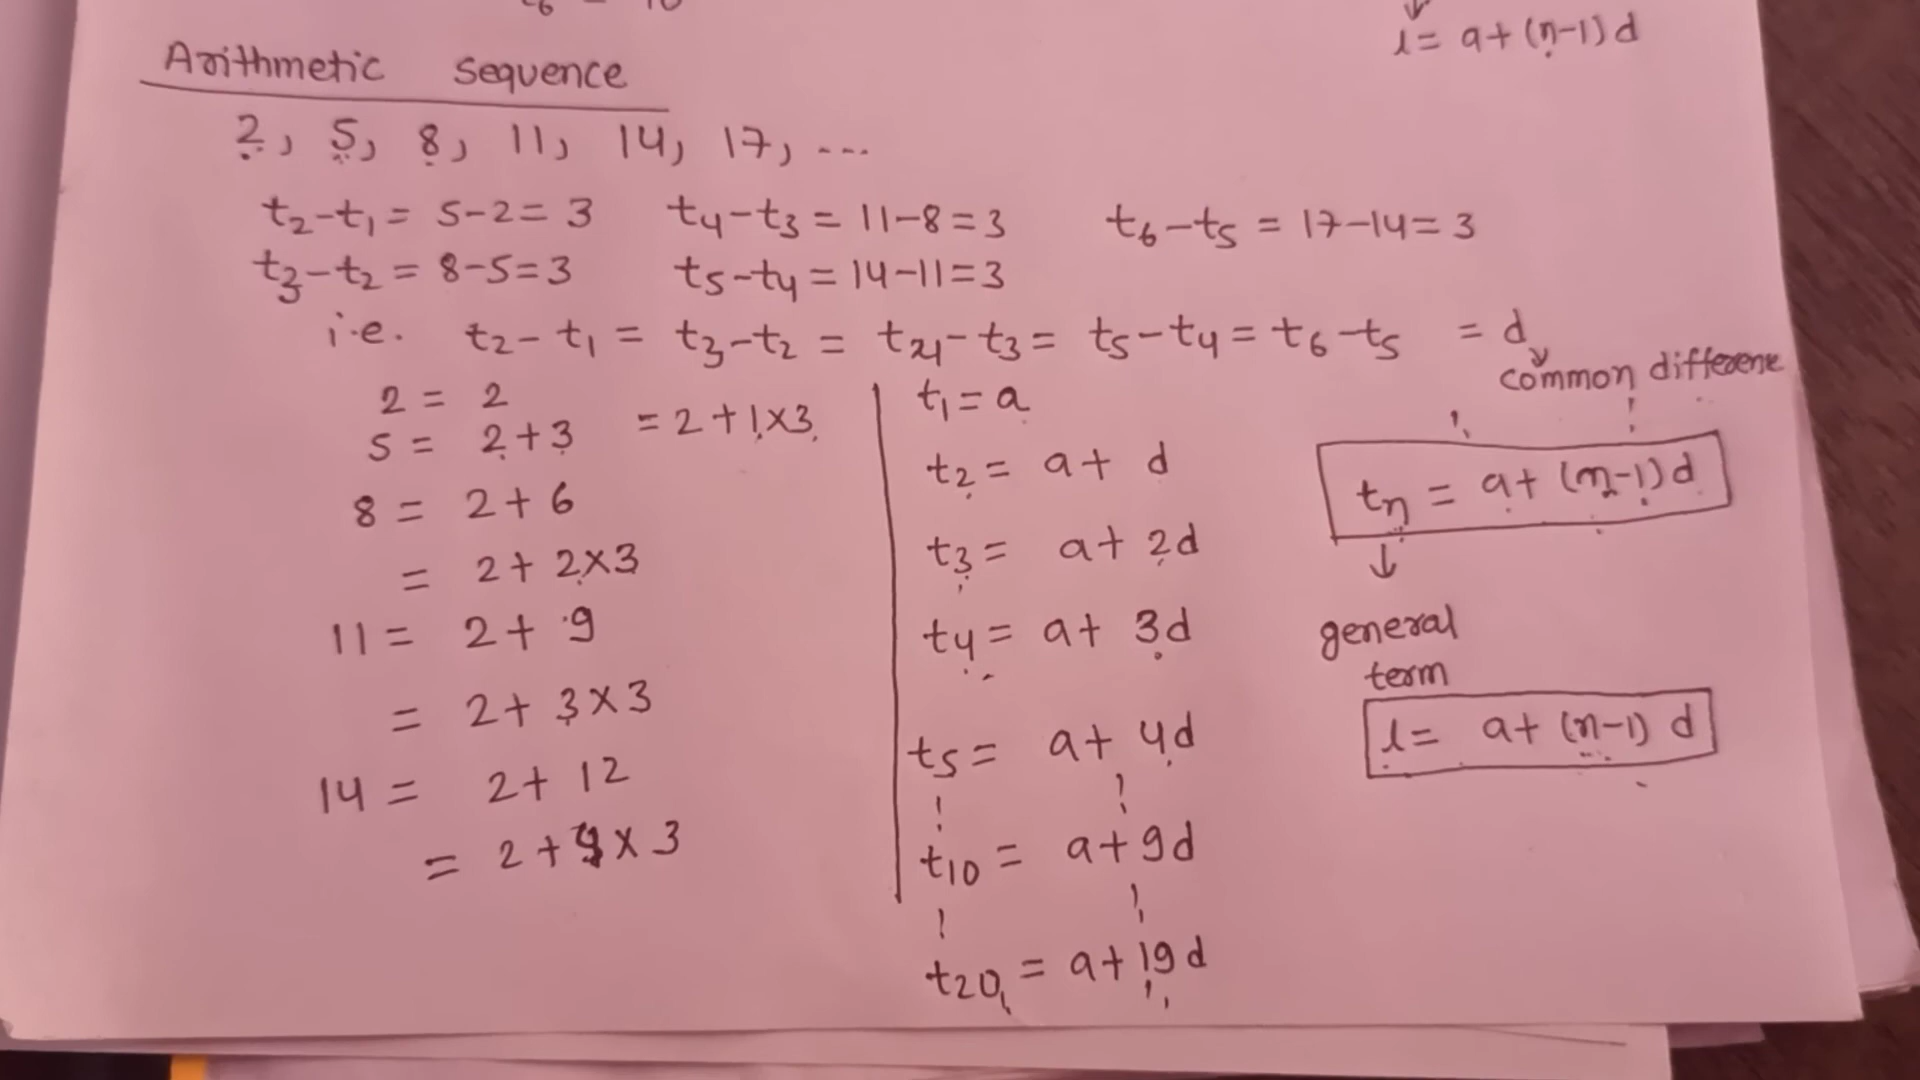 t6 = 10
l = a+(n-1)d
Arithmetic sequence
2, 5, 8, 11, 14, 17, ...
t2-t1 = 5-2 = 3
t4-t3 = 11-8 = 3
t6-t5 = 17-14 = 3
t3-t2 = 8-5 = 3
t5-t4 = 14-11 = 3
i.e. t2-t1 = t3-t2 = t4-t3 = t5-t4 = t6-t5 = d
common differene
2 = 2
5 = 2+3 = 2+1×3
8 = 2+6
= 2+2×3
11 = 2+9
= 2+3×3
14 = 2+12
= 2+4×3
t1 = a
t2 = a+d
t3 = a+2d
t4 = a+3d
t5 = a+4d
t10 = a+9d
t20 = a+19d
tn = a+(n-1)d
↓
general
term
l = a+(n-1)d